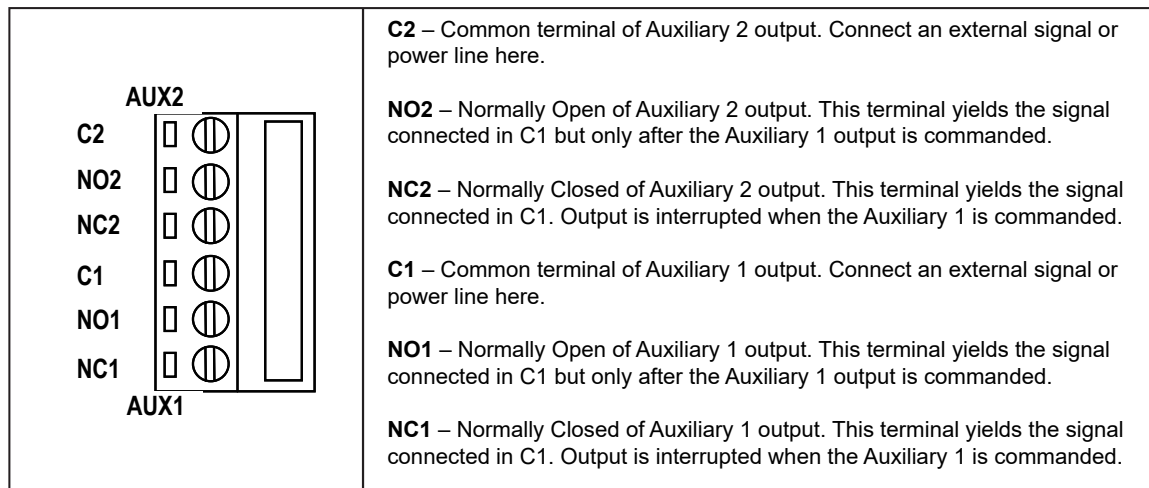 AUX2
C2
NO2
NC2
C1
NO1
NC1
AUX1
C2 – Common terminal of Auxiliary 2 output. Connect an external signal or
power line here.
NO2 – Normally Open of Auxiliary 2 output. This terminal yields the signal
connected in C1 but only after the Auxiliary 1 output is commanded.
NC2 – Normally Closed of Auxiliary 2 output. This terminal yields the signal
connected in C1. Output is interrupted when the Auxiliary 1 is commanded.
C1 – Common terminal of Auxiliary 1 output. Connect an external signal or
power line here.
NO1 – Normally Open of Auxiliary 1 output. This terminal yields the signal
connected in C1 but only after the Auxiliary 1 output is commanded.
NC1 – Normally Closed of Auxiliary 1 output. This terminal yields the signal
connected in C1. Output is interrupted when the Auxiliary 1 is commanded.